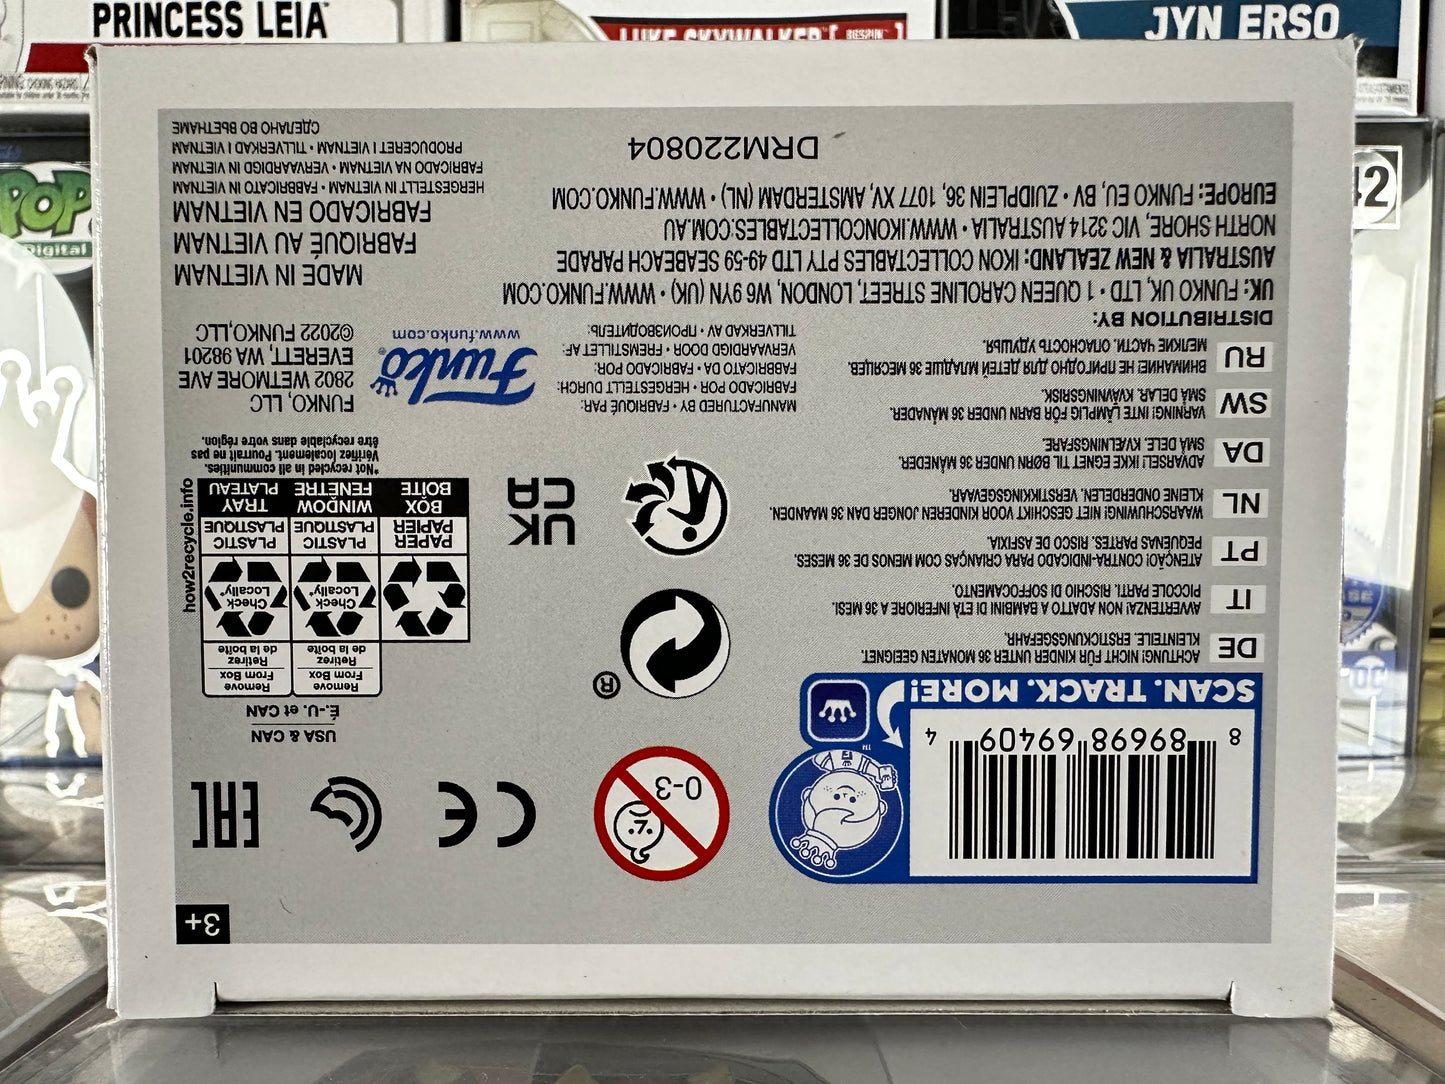 PRINCESS LEIA
LUKE SKYWALKER [BESPIN]
JYN ERSO
POP!
Digital
42
DC
3+
8 89698 69409 4
SCAN. TRACK. MORE!
TM
0-3
CE
EAC
USA & CAN
É.-U. et CAN
Remove
From Box
Retirez
de la boîte
Remove
From Box
Retirez
de la boîte
Check
Locally*
Check
Locally*
PAPER
PAPIER
PLASTIC
PLASTIQUE
PLASTIC
PLASTIQUE
BOX
BOÎTE
WINDOW
FENÊTRE
TRAY
PLATEAU
how2recycle.info
*Not recycled in all communities.
Vérifiez localement. Pourrait ne pas
être recyclable dans votre région.
®
UK
CA
DE
ACHTUNG! NICHT FÜR KINDER UNTER 36 MONATEN GEEIGNET.
KLEINTEILE. ERSTICKUNGSGEFAHR.
IT
AVVERTENZA! NON ADATTO A BAMBINI DI ETÀ INFERIORE A 36 MESI.
PICCOLE PARTI. RISCHIO DI SOFFOCAMENTO.
PT
ATENÇÃO! CONTRA-INDICADO PARA CRIANÇAS COM MENOS DE 36 MESES.
PEQUENAS PARTES. RISCO DE ASFIXIA.
NL
WAARSCHUWING! NIET GESCHIKT VOOR KINDEREN JONGER DAN 36 MAANDEN.
KLEINE ONDERDELEN. VERSTIKKINGSGEVAAR.
DA
ADVARSEL! IKKE EGNET TIL BØRN UNDER 36 MÅNEDER.
SMÅ DELE. KVÆLNINGSFARE.
SW
VARNING! INTE LÄMPLIG FÖR BARN UNDER 36 MÅNADER.
SMÅ DELAR. KVÄVNINGSRISK.
RU
ВНИМАНИЕ! НЕ ПРИГОДНО ДЛЯ ДЕТЕЙ МЛАДШЕ 36 МЕСЯЦЕВ.
МЕЛКИЕ ЧАСТИ. ОПАСНОСТЬ УДУШЬЯ.
MANUFACTURED BY • FABRIQUÉ PAR:
FABRICADO POR • HERGESTELLT DURCH:
FABRICATO DA • FABRICADO POR:
VERVAARDIGD DOOR • FREMSTILLET AF:
TILLVERKAD AV • ПРОИЗВОДИТЕЛЬ:
Funko®
www.funko.com
FUNKO, LLC
2802 WETMORE AVE
EVERETT, WA 98201
©2022 FUNKO,LLC
DISTRIBUTION BY:
UK: FUNKO UK, LTD • 1 QUEEN CAROLINE STREET, LONDON, W6 9YN (UK) • WWW.FUNKO.COM
AUSTRALIA & NEW ZEALAND: IKON COLLECTABLES PTY LTD 49-59 SEABEACH PARADE
NORTH SHORE, VIC 3214 AUSTRALIA • WWW.IKONCOLLECTABLES.COM.AU
EUROPE: FUNKO EU, BV • ZUIDPLEIN 36, 1077 XV, AMSTERDAM (NL) • WWW.FUNKO.COM
MADE IN VIETNAM
FABRIQUÉ AU VIETNAM
FABRICADO EN VIETNAM
HERGESTELLT IN VIETNAM • FABBRICATO IN VIETNAM
FABRICADO NA VIETNAM • VERVAARDIGD IN VIETNAM
PRODUCERET I VIETNAM • TILLVERKAD I VIETNAM
СДЕЛАНО ВО ВЬЕТНАМЕ
DRM220804